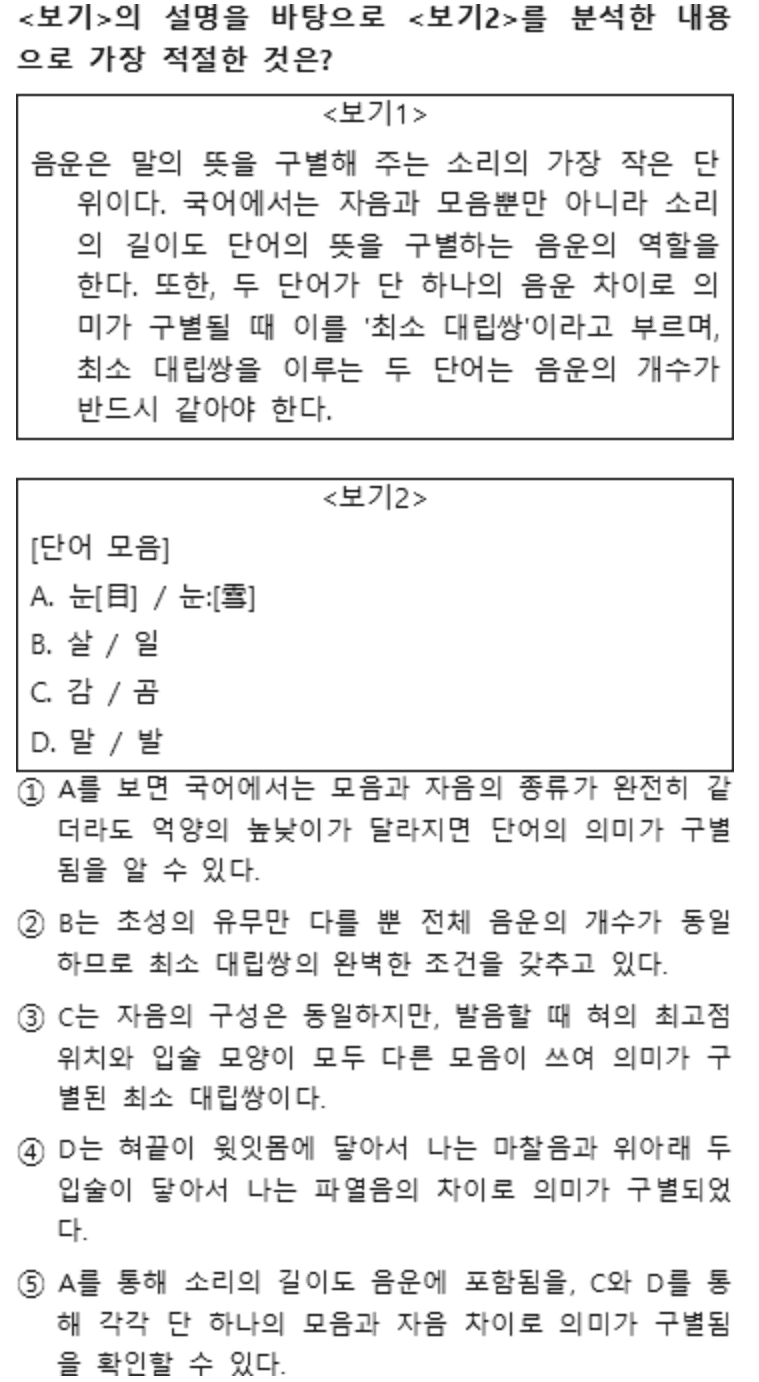 <보기>의 설명을 바탕으로 <보기2>를 분석한 내용
으로 가장 적절한 것은?
<보기1>
음운은 말의 뜻을 구별해 주는 소리의 가장 작은 단
위이다. 국어에서는 자음과 모음뿐만 아니라 소리
의 길이도 단어의 뜻을 구별하는 음운의 역할을
한다. 또한, 두 단어가 단 하나의 음운 차이로 의
미가 구별될 때 이를 '최소 대립쌍'이라고 부르며,
최소 대립쌍을 이루는 두 단어는 음운의 개수가
반드시 같아야 한다.
<보기2>
[단어 모음]
A. 눈[目] / 눈:[雪]
B. 살 / 일
C. 감 / 곰
D. 말 / 발
① A를 보면 국어에서는 모음과 자음의 종류가 완전히 같
더라도 억양의 높낮이가 달라지면 단어의 의미가 구별
됨을 알 수 있다.
② B는 초성의 유무만 다를 뿐 전체 음운의 개수가 동일
하므로 최소 대립쌍의 완벽한 조건을 갖추고 있다.
③ C는 자음의 구성은 동일하지만, 발음할 때 혀의 최고점
위치와 입술 모양이 모두 다른 모음이 쓰여 의미가 구
별된 최소 대립쌍이다.
④ D는 혀끝이 윗잇몸에 닿아서 나는 마찰음과 위아래 두
입술이 닿아서 나는 파열음의 차이로 의미가 구별되었
다.
⑤ A를 통해 소리의 길이도 음운에 포함됨을, C와 D를 통
해 각각 단 하나의 모음과 자음 차이로 의미가 구별됨
을 확인할 수 있다.